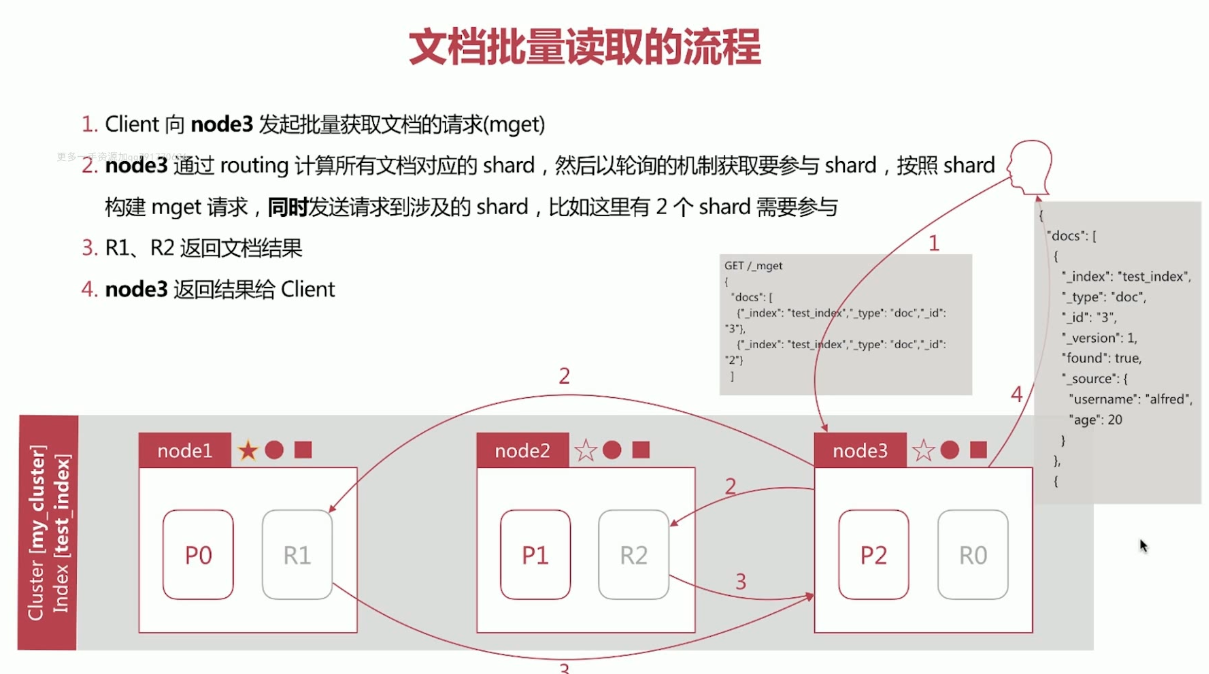 文档批量读取的流程
1. Client 向 node3 发起批量获取文档的请求(mget)
2. node3 通过 routing 计算所有文档对应的 shard，然后以轮询的机制获取要参与 shard，按照 shard
构建 mget 请求，同时发送请求到涉及的 shard，比如这里有 2 个 shard 需要参与
3. R1、R2 返回文档结果
4. node3 返回结果给 Client
1
GET /_mget
{
"docs": [
{"_index": "test_index","_type": "doc","_id":
"3"},
{"_index": "test_index","_type": "doc","_id":
"2"}
]
{
"docs": [
{
"_index": "test_index",
"_type": "doc",
"_id": "3",
"_version": 1,
"found": true,
"_source": {
"username": "alfred",
"age": 20
}
},
{
4
2
2
3
3
Cluster [my_cluster]
Index [test_index]
node1
P0
R1
node2
P1
R2
node3
P2
R0